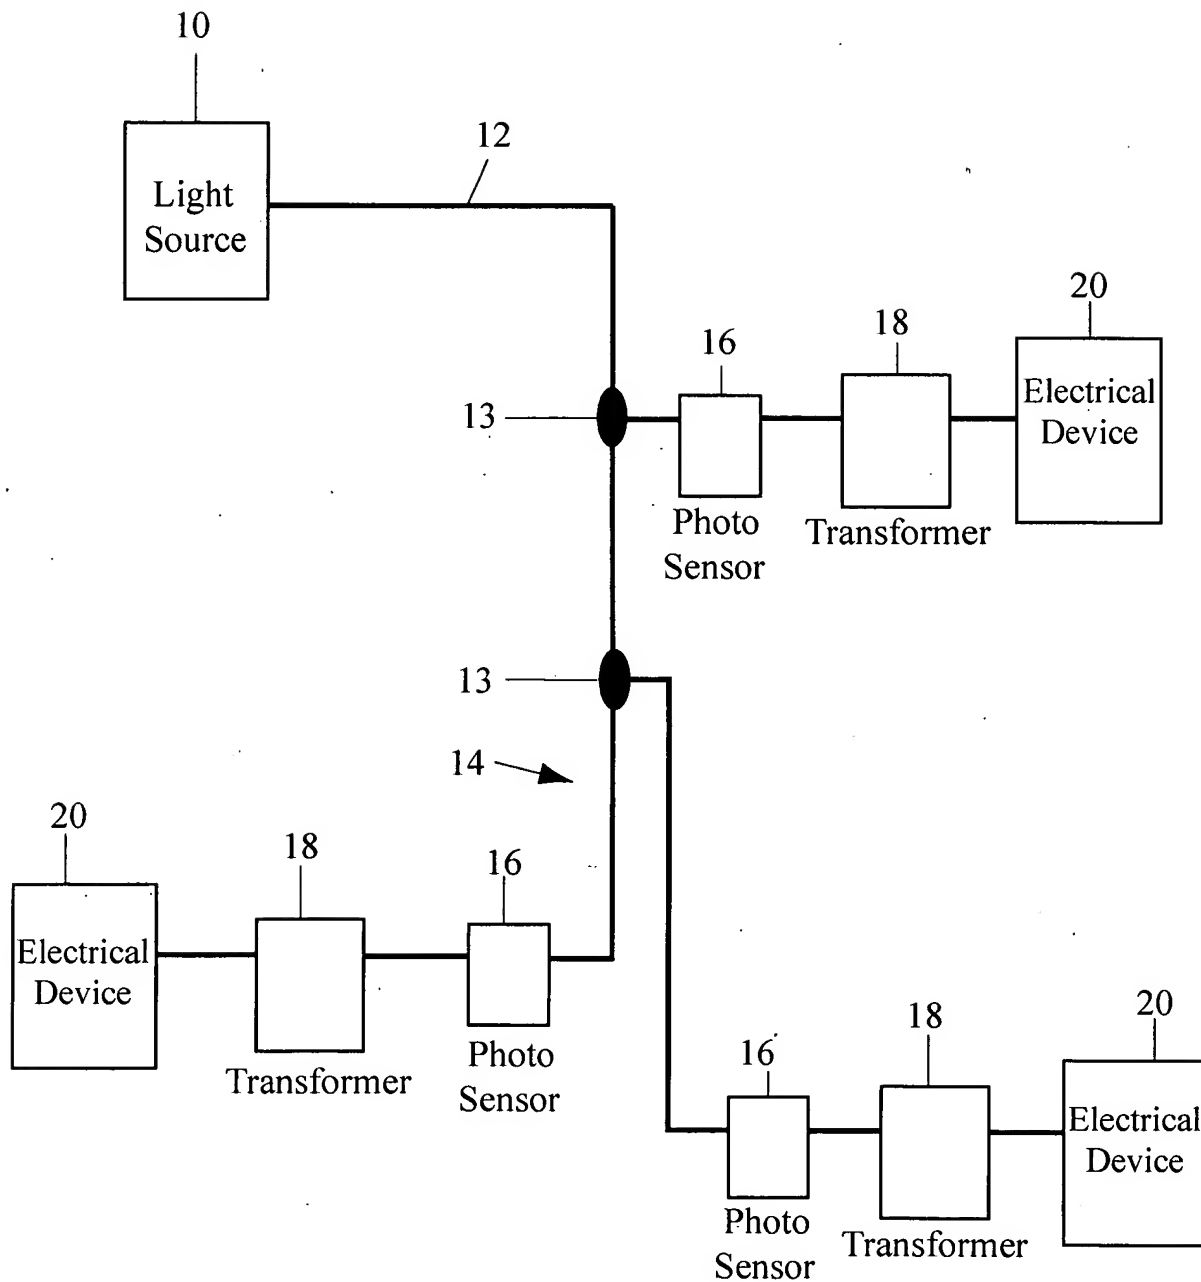 10
12
Light
Source
20
18
16
Electrical
Device
13
Photo
Sensor
Transformer
13
14
20
18
16
Electrical
Device
Transformer
Photo
Sensor
20
18
16
Electrical
Device
Photo
Sensor
Transformer